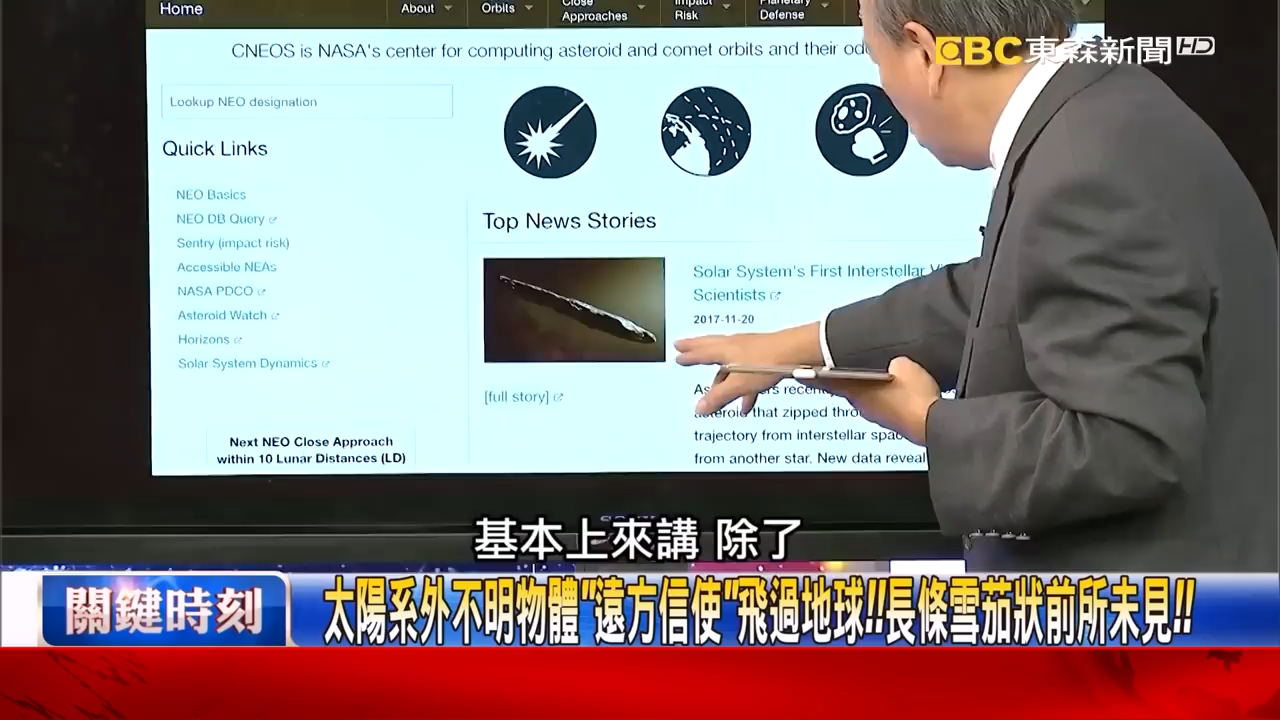 Home
About
Orbits
Close Approaches
Impact Risk
Planetary Defense
CNEOS is NASA's center for computing asteroid and comet orbits and their
EBC 東森新聞 HD
Lookup NEO designation
Quick Links
NEO Basics
NEO DB Query
Sentry (impact risk)
Accessible NEAs
NASA PDCO
Asteroid Watch
Horizons
Solar System Dynamics
Next NEO Close Approach
within 10 Lunar Distances (LD)
Top News Stories
Solar System's First Interstellar
Scientists
2017-11-20
[full story]
asteroid that zipped
trajectory from interstellar
from another star. New data
基本上來講 除了
關鍵時刻
太陽系外不明物體"遠方信使"飛過地球!!長條雪茄狀前所未見!!